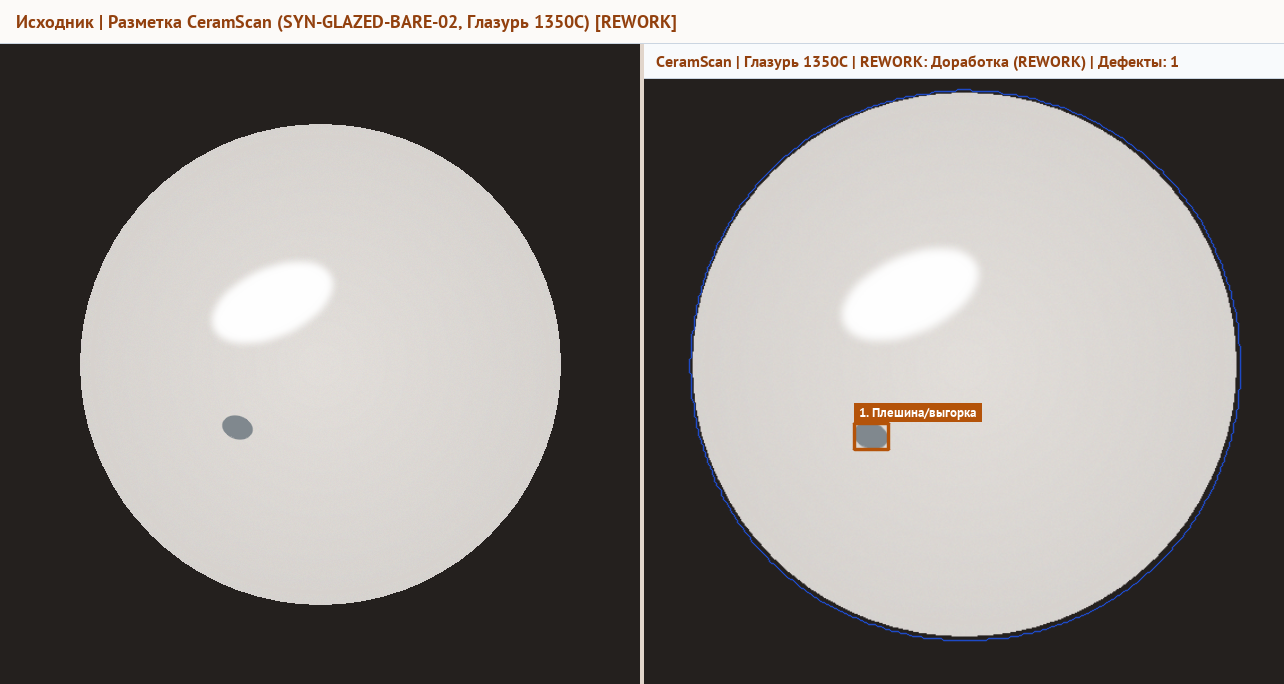 Исходник | Разметка CeramScan (SYN-GLAZED-BARE-02, Глазурь 1350C) [REWORK]
CeramScan | Глазурь 1350C | REWORK: Доработка (REWORK) | Дефекты: 1
1. Плешина/выгорка